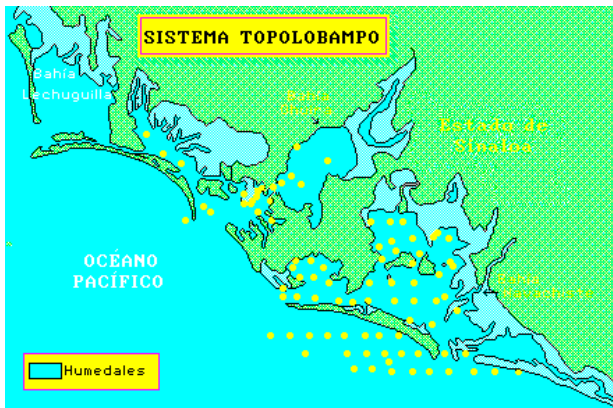 SISTEMA TOPOLOBAMPO
Bahía
Lechuguilla
Bahía
Ohuira
Estado de
Sinaloa
OCÉANO
PACÍFICO
Bahía
Navachiste
Humedales